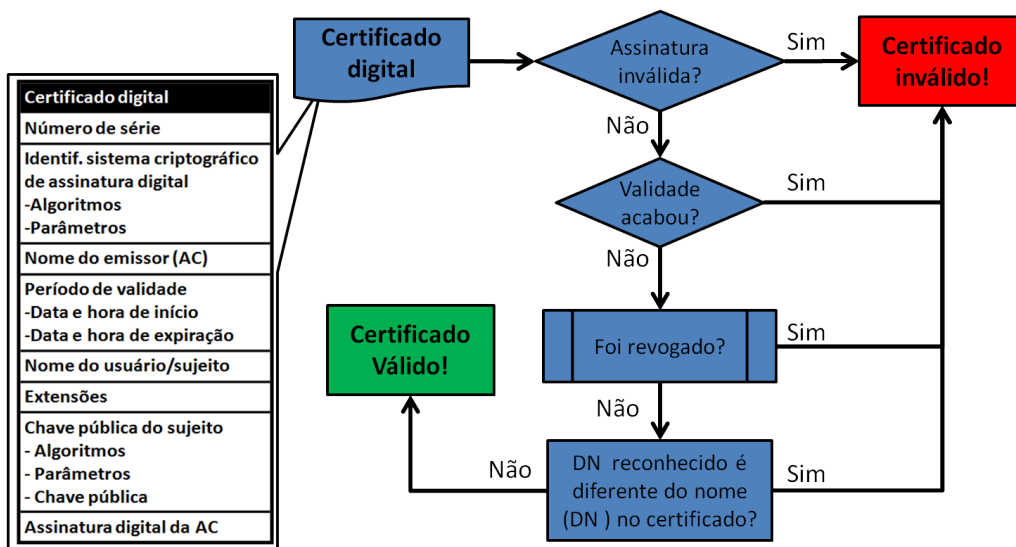 Certificado digital
Número de série
Identif. sistema criptográfico
de assinatura digital
-Algoritmos
-Parâmetros
Nome do emissor (AC)
Período de validade
-Data e hora de início
-Data e hora de expiração
Nome do usuário/sujeito
Extensões
Chave pública do sujeito
- Algoritmos
- Parâmetros
- Chave pública
Assinatura digital da AC
Certificado
digital
Assinatura
inválida?
Sim
Certificado
inválido!
Não
Validade
acabou?
Sim
Não
Foi revogado?
Sim
Não
DN reconhecido é
diferente do nome
(DN ) no certificado?
Sim
Não
Certificado
Válido!